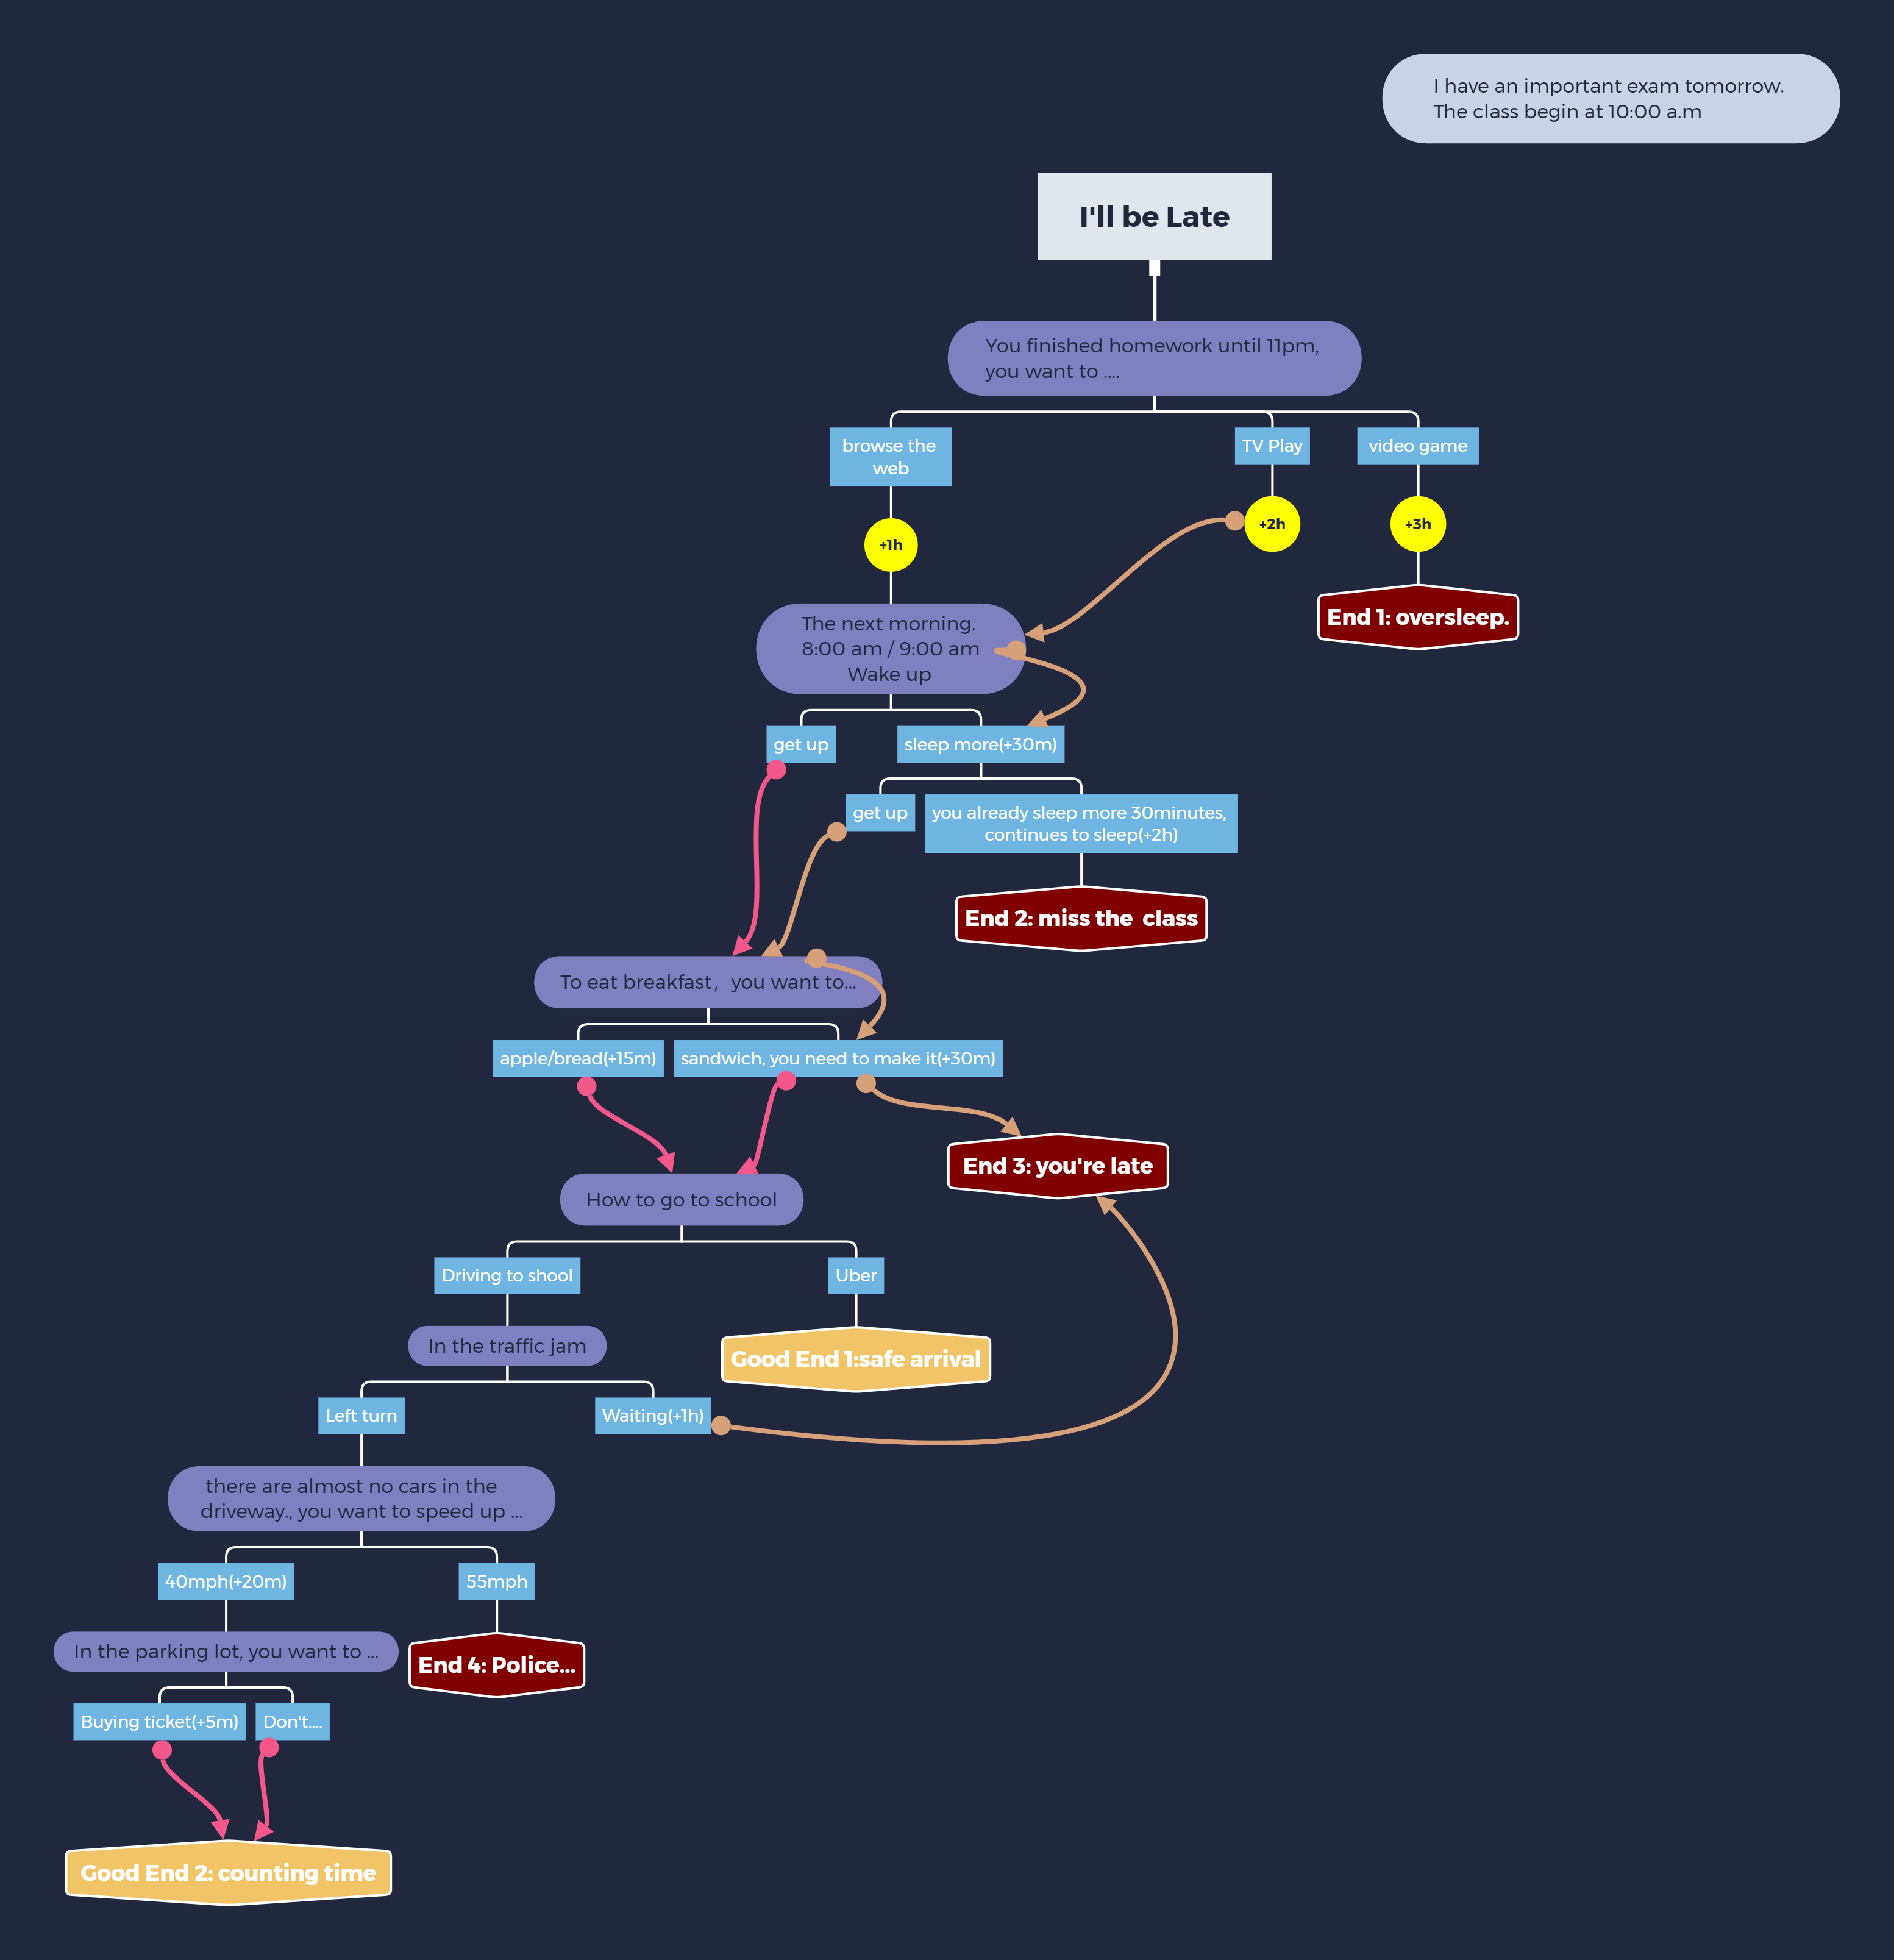 I have an important exam tomorrow.
The class begin at 10:00 a.m
I'll be Late
You finished homework until 11pm,
you want to ....
browse the
web
TV Play
video game
+1h
+2h
+3h
End 1: oversleep.
The next morning.
8:00 am / 9:00 am
Wake up
get up
sleep more(+30m)
get up
you already sleep more 30minutes,
continues to sleep(+2h)
End 2: miss the  class
To eat breakfast，you want to...
apple/bread(+15m)
sandwich, you need to make it(+30m)
End 3: you're late
How to go to school
Driving to shool
Uber
In the traffic jam
Good End 1:safe arrival
Left turn
Waiting(+1h)
there are almost no cars in the
driveway., you want to speed up ...
40mph(+20m)
55mph
In the parking lot, you want to ...
End 4: Police...
Buying ticket(+5m)
Don't....
Good End 2: counting time